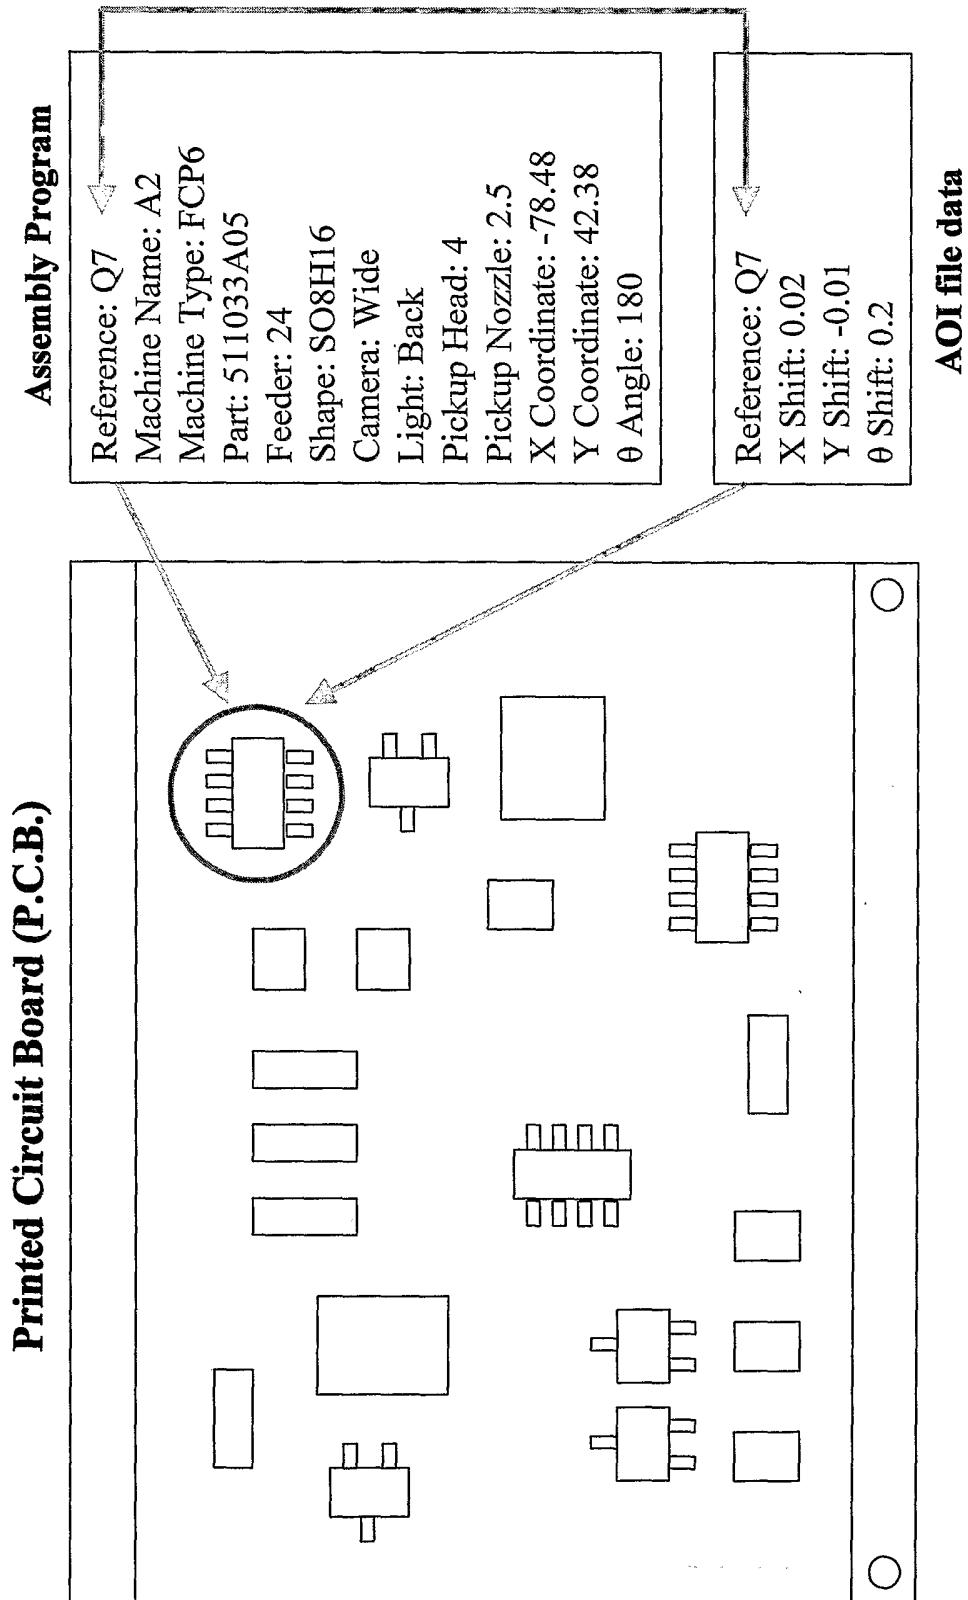 Printed Circuit Board (P.C.B.)
Assembly Program
Reference: Q7
Machine Name: A2
Machine Type: FCP6
Part: 511033A05
Feeder: 24
Shape: SO8H16
Camera: Wide
Light: Back
Pickup Head: 4
Pickup Nozzle: 2.5
X Coordinate: -78.48
Y Coordinate: 42.38
θ Angle: 180
Reference: Q7
X Shift: 0.02
Y Shift: -0.01
θ Shift: 0.2
AOI file data